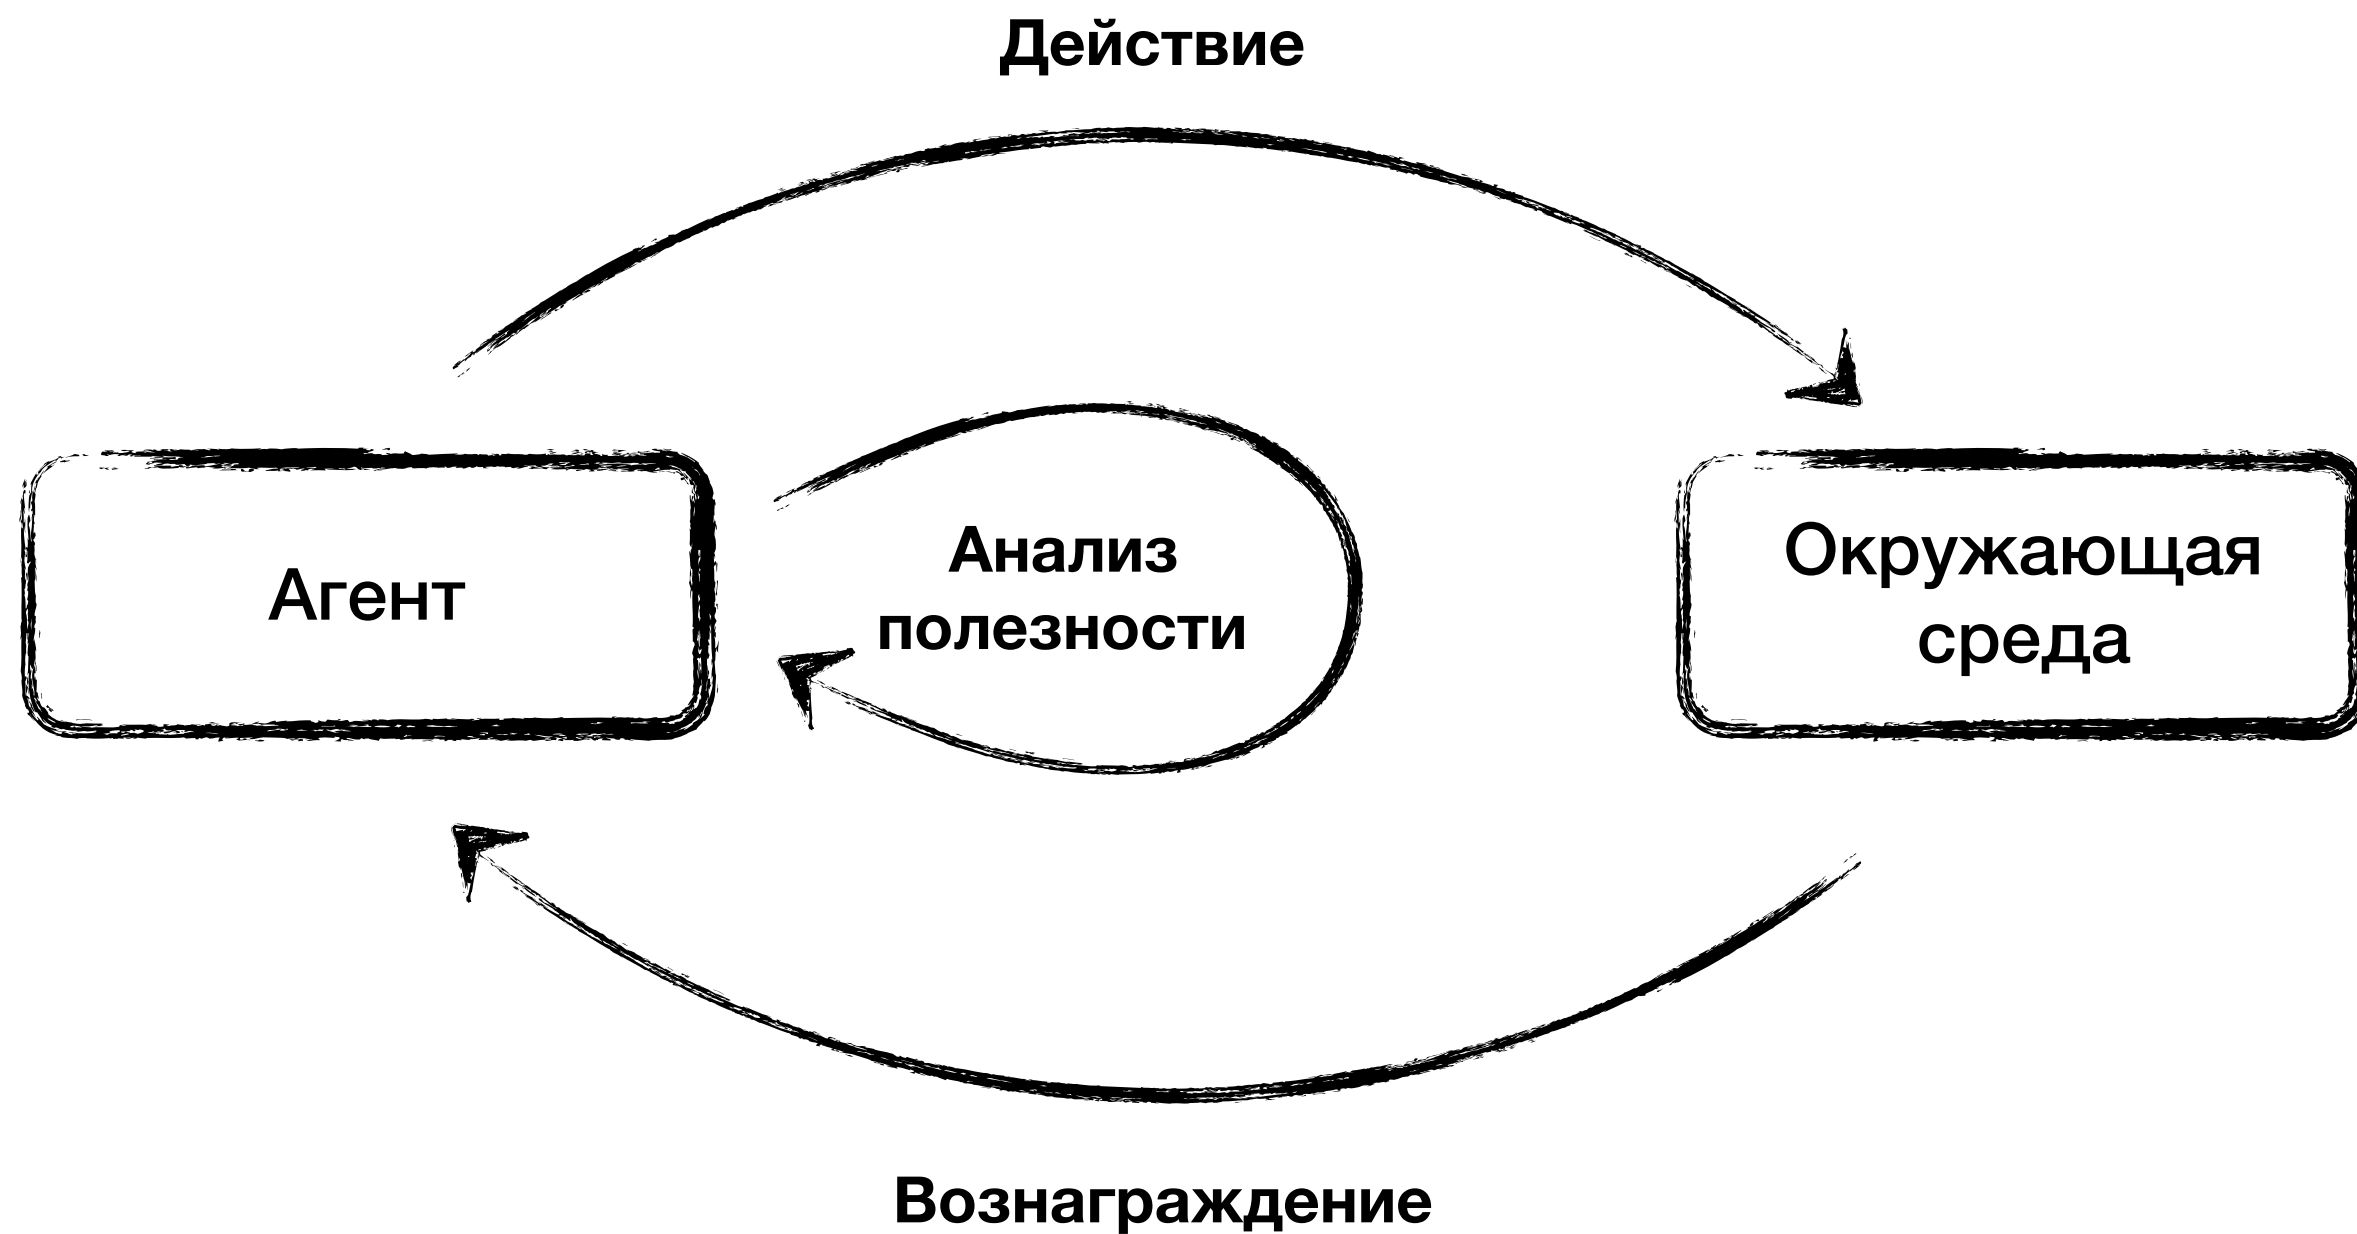 Действие
Агент
Анализ
полезности
Окружающая
среда
Вознаграждение